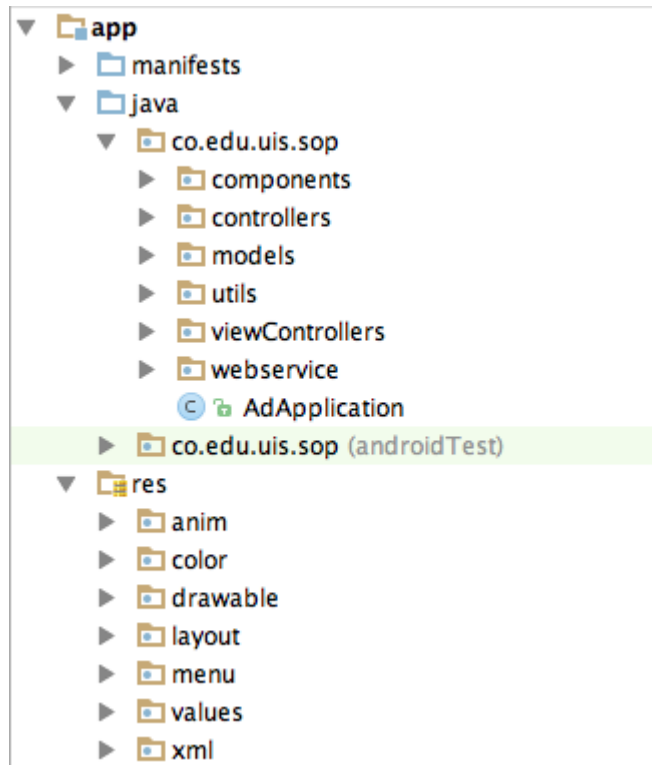 app
manifests
java
co.edu.uis.sop
components
controllers
models
utils
viewControllers
webservice
C AdApplication
co.edu.uis.sop (androidTest)
res
anim
color
drawable
layout
menu
values
xml